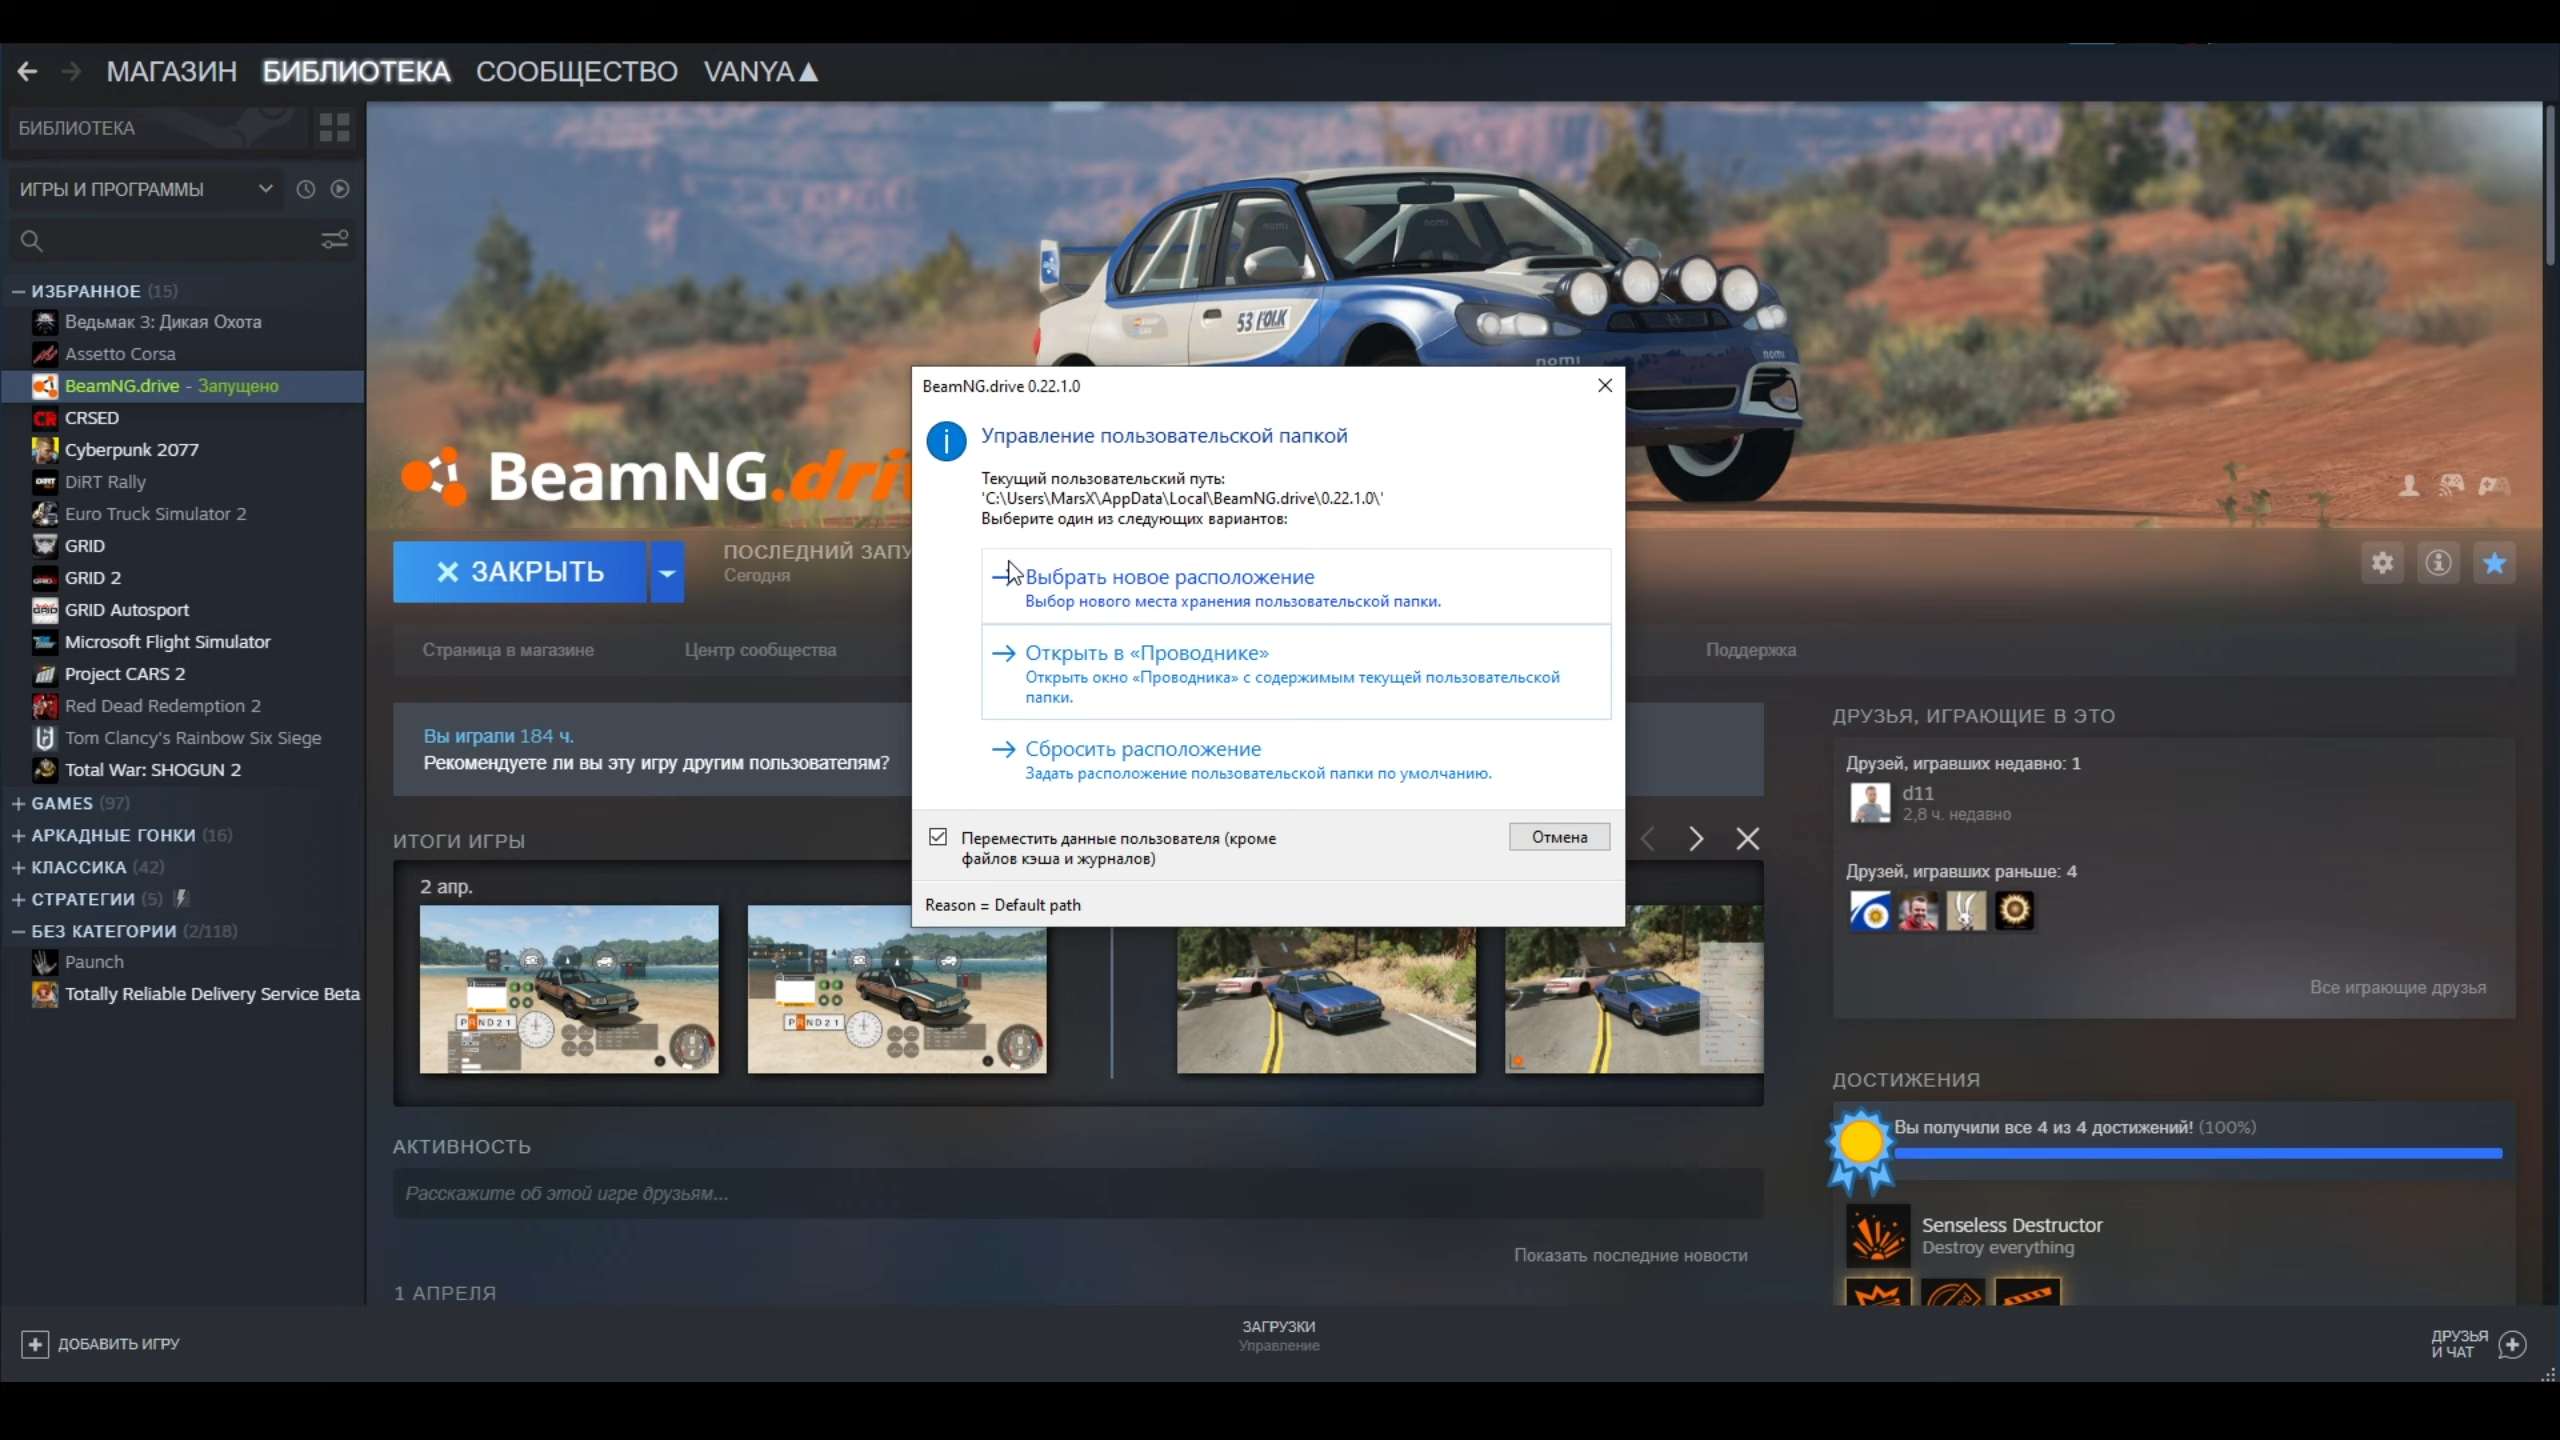 МАГАЗИН БИБЛИОТЕКА СООБЩЕСТВО VANYA▲
БИБЛИОТЕКА
ИГРЫ И ПРОГРАММЫ
— ИЗБРАННОЕ (15)
Ведьмак 3: Дикая Охота
Assetto Corsa
BeamNG.drive - Запущено
CRSED
Cyberpunk 2077
DiRT Rally
Euro Truck Simulator 2
GRID
GRID 2
GRID Autosport
Microsoft Flight Simulator
Project CARS 2
Red Dead Redemption 2
Tom Clancy's Rainbow Six Siege
Total War: SHOGUN 2
+ GAMES (97)
+ АРКАДНЫЕ ГОНКИ (16)
+ КЛАССИКА (42)
+ СТРАТЕГИИ (5)
— БЕЗ КАТЕГОРИИ (2/118)
Paunch
Totally Reliable Delivery Service Beta
53 FOLK
nomi
nomi
BeamNG.dri
ЗАКРЫТЬ
ПОСЛЕДНИЙ ЗАПУ
Сегодня
Страница в магазине
Центр сообщества
Поддержка
BeamNG.drive 0.22.1.0
Управление пользовательской папкой
Текущий пользовательский путь:
'C:\Users\MarsX\AppData\Local\BeamNG.drive\0.22.1.0\'
Выберите один из следующих вариантов:
Выбрать новое расположение
Выбор нового места хранения пользовательской папки.
Открыть в «Проводнике»
Открыть окно «Проводника» с содержимым текущей пользовательской
папки.
Сбросить расположение
Задать расположение пользовательской папки по умолчанию.
Переместить данные пользователя (кроме
файлов кэша и журналов)
Отмена
Reason = Default path
Вы играли 184 ч.
Рекомендуете ли вы эту игру другим пользователям?
ИТОГИ ИГРЫ
2 апр.
PRND21
PRND21
АКТИВНОСТЬ
Расскажите об этой игре друзьям...
Показать последние новости
1 АПРЕЛЯ
ДРУЗЬЯ, ИГРАЮЩИЕ В ЭТО
Друзей, игравших недавно: 1
d11
2,8 ч. недавно
Друзей, игравших раньше: 4
Все играющие друзья
ДОСТИЖЕНИЯ
Вы получили все 4 из 4 достижений! (100%)
Senseless Destructor
Destroy everything
ДОБАВИТЬ ИГРУ
ЗАГРУЗКИ
Управление
ДРУЗЬЯ
И ЧАТ